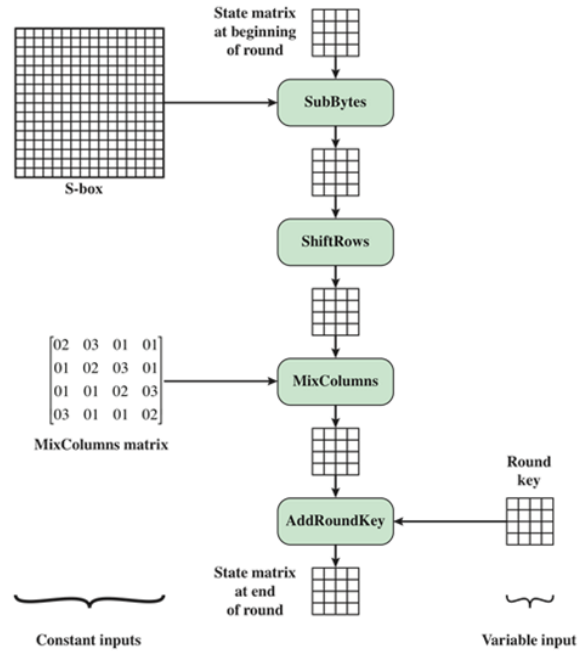 State matrix
at beginning
of round
SubBytes
S-box
ShiftRows
02 03 01 01
01 02 03 01
01 01 02 03
03 01 01 02
MixColumns
MixColumns matrix
Round
key
AddRoundKey
State matrix
at end
of round
Constant inputs
Variable input